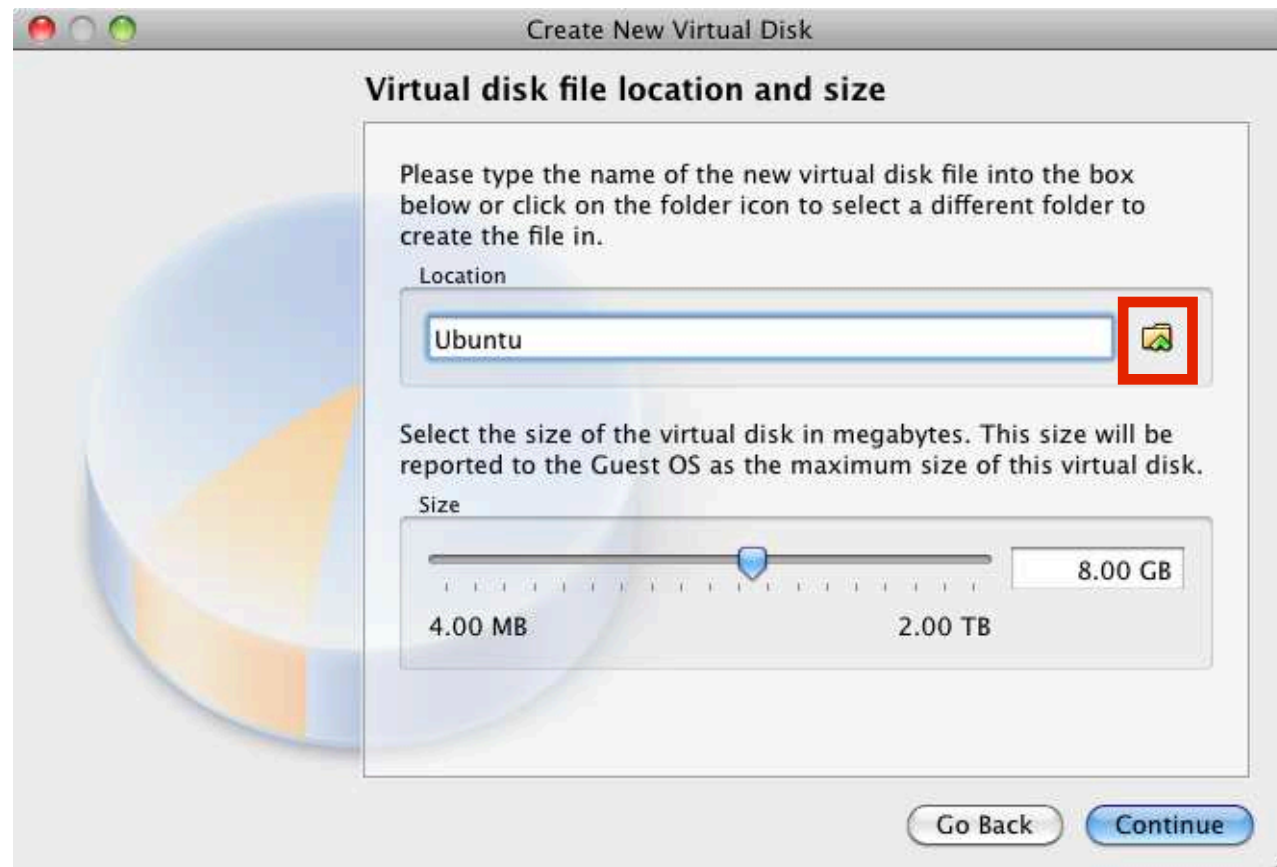 Create New Virtual Disk
Virtual disk file location and size
Please type the name of the new virtual disk file into the box
below or click on the folder icon to select a different folder to
create the file in.
Location
Ubuntu
Select the size of the virtual disk in megabytes. This size will be
reported to the Guest OS as the maximum size of this virtual disk.
Size
8.00 GB
4.00 MB 2.00 TB
Go Back Continue